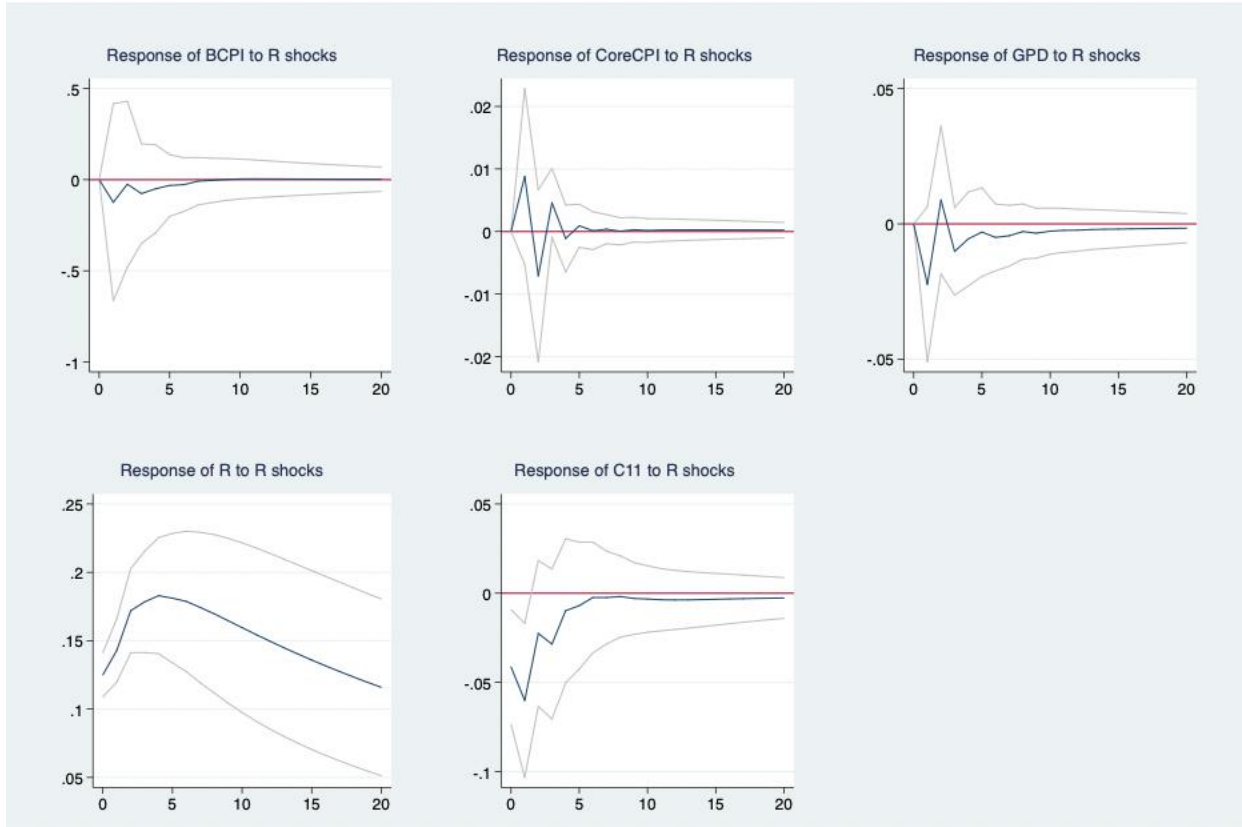 Response of BCPI to R shocks
.5
0
-.5
-1
0 5 10 15 20
Response of CoreCPI to R shocks
.02
.01
0
-.01
-.02
0 5 10 15 20
Response of GPD to R shocks
.05
0
-.05
0 5 10 15 20
Response of R to R shocks
.25
.2
.15
.1
.05
0 5 10 15 20
Response of C11 to R shocks
.05
0
-.05
-.1
0 5 10 15 20